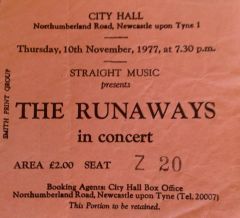 CITY HALL
Northumberland Road, Newcastle upon Tyne 1
Thursday, 10th November, 1977, at 7.30 p.m.
STRAIGHT MUSIC
presents
THE RUNAWAYS
in concert
AREA £2.00 SEAT Z 20
Booking Agents: City Hall Box Office
Northumberland Road, Newcastle upon Tyne (Tel. 20007)
This Portion to be retained.
SMITH PRINT GROUP